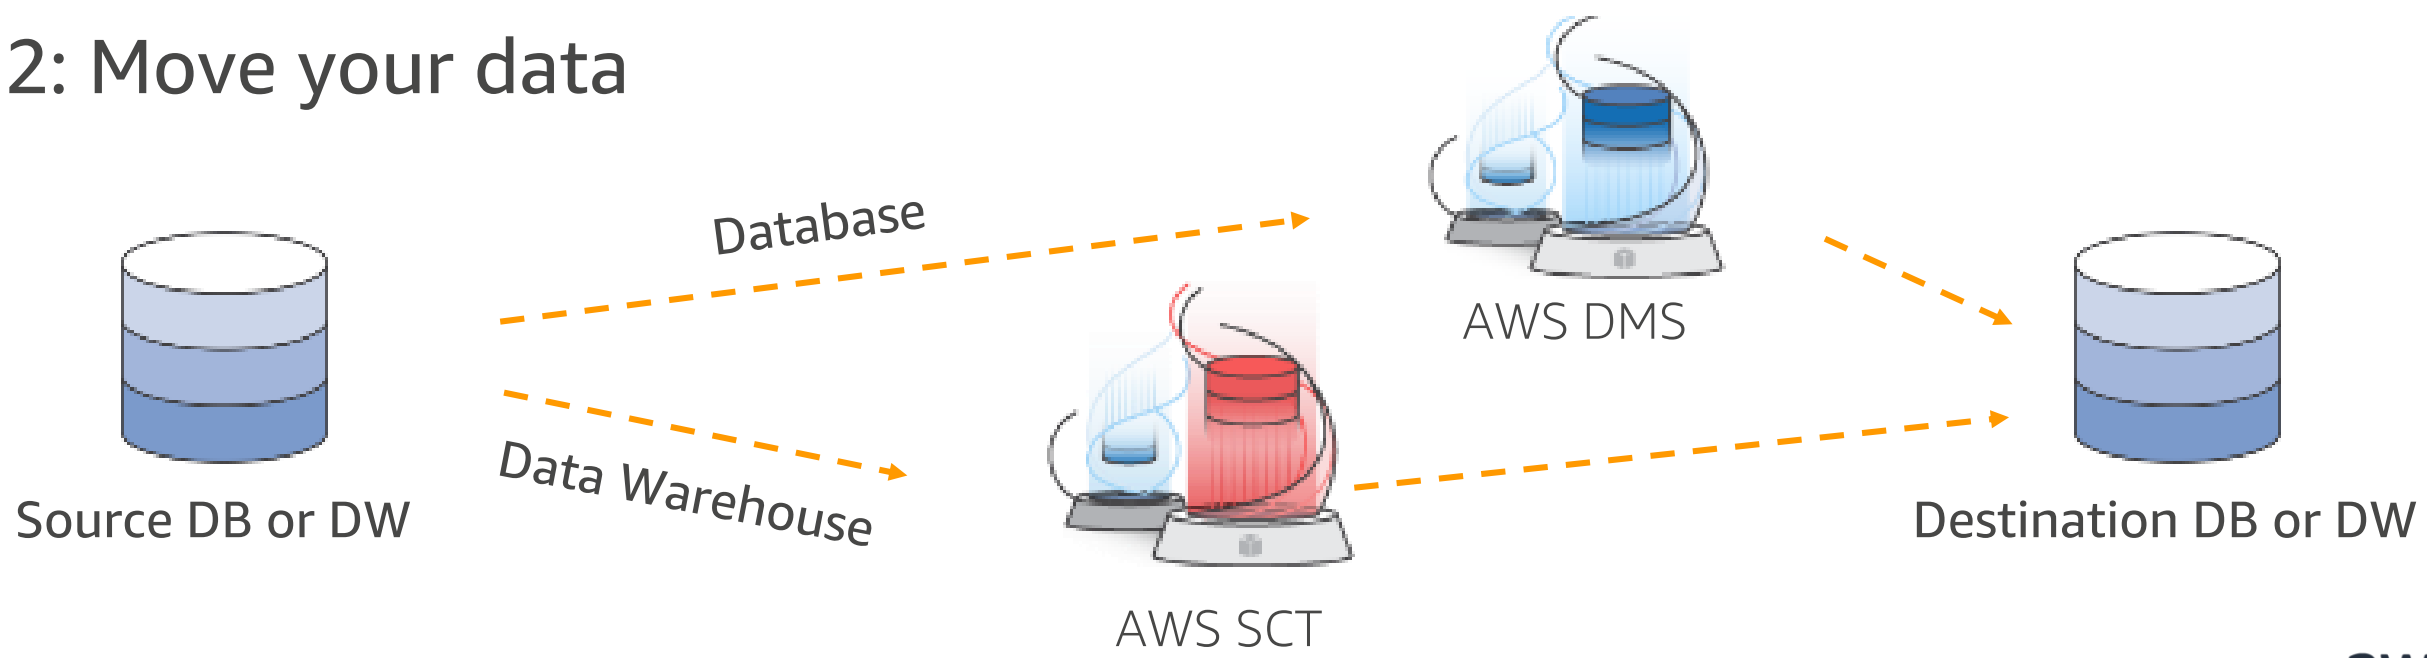 2: Move your data
Database
AWS DMS
Data Warehouse
Source DB or DW
Destination DB or DW
AWS SCT